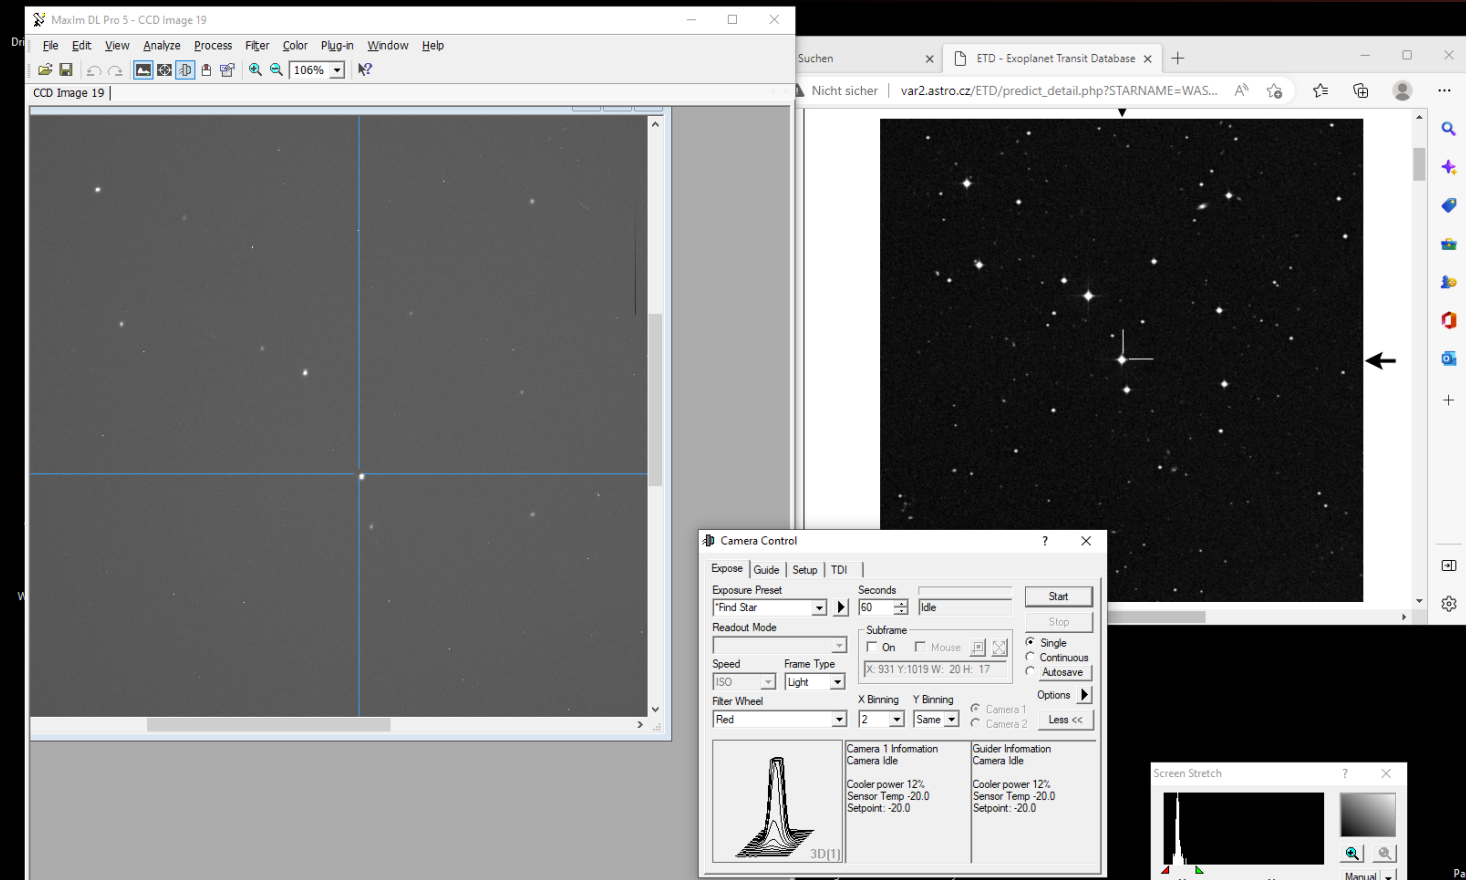 MaxIm DL Pro 5 - CCD Image 19
File Edit View Analyze Process Filter Color Plug-in Window Help
106%
CCD Image 19
Dri
W
Suchen
ETD - Exoplanet Transit Database
Nicht sicher
var2.astro.cz/ETD/predict_detail.php?STARNAME=WAS...
Camera Control
?
Expose Guide Setup TDI
Exposure Preset
*Find Star
Seconds
60
Idle
Start
Stop
Readout Mode
Subframe
On
Mouse
X: 931 Y:1019 W: 20 H: 17
Single
Continuous
Autosave
Speed
ISO
Frame Type
Light
Options
Filter Wheel
Red
X Binning
2
Y Binning
Same
Camera 1
Camera 2
Less <<
3D(1)
Camera 1 Information
Camera Idle
Cooler power 12%
Sensor Temp -20.0
Setpoint: -20.0
Guider Information
Camera Idle
Cooler power 12%
Sensor Temp -20.0
Setpoint: -20.0
Screen Stretch
?
Manual
Pa